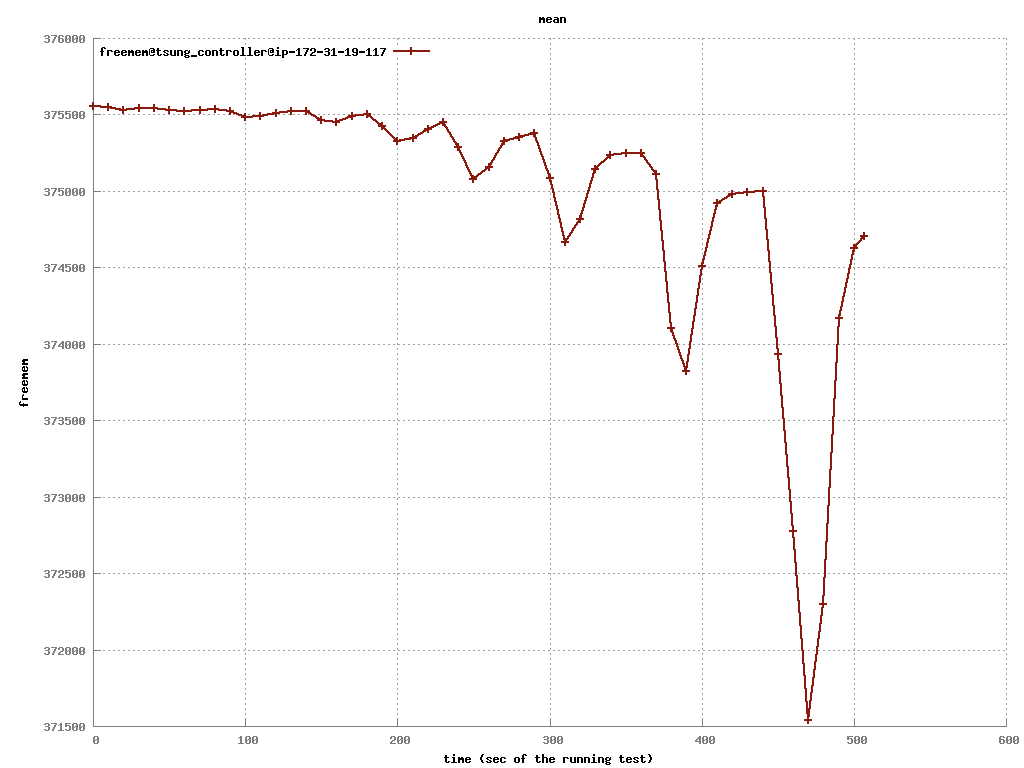 mean
freemem@tsung_controller@ip-172-31-19-117
376000
375500
375000
374500
374000
373500
373000
372500
372000
371500
freemem
0 100 200 300 400 500 600
time (sec of the running test)